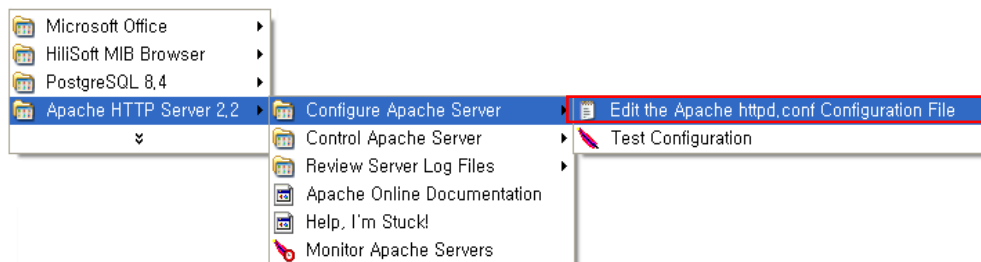 Microsoft Office
HiliSoft MIB Browser
PostgreSQL 8,4
Apache HTTP Server 2,2
Configure Apache Server
Edit the Apache httpd,conf Configuration File
Control Apache Server
Test Configuration
Review Server Log Files
Apache Online Documentation
Help, I'm Stuck!
Monitor Apache Servers